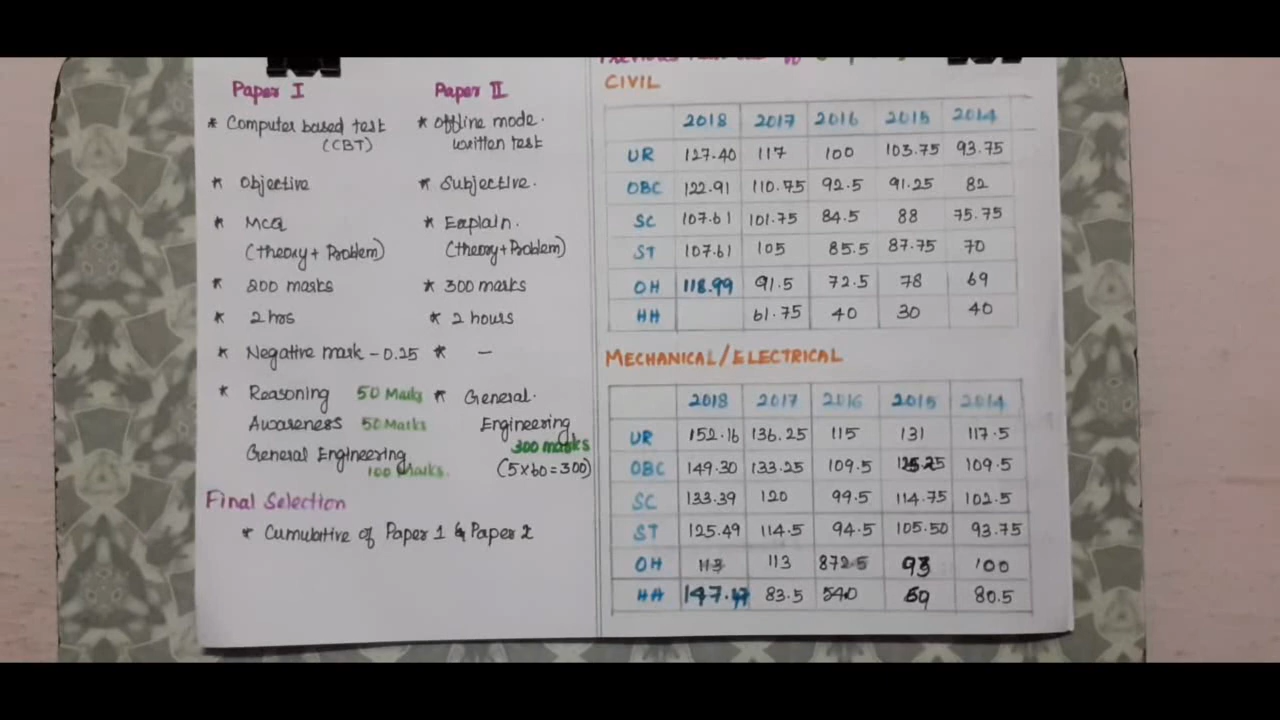 Paper I Paper II
* Computer based test (CBT) * Offline mode. written test
* Objective * Subjective.
* MCQ * Explain.
(theory + Problem) (theory + Problem)
* 200 marks * 300 marks
* 2 hrs * 2 hours
* Negative mark - 0.25 * —
* Reasoning 50 Marks * General.
Awareness 50 Marks Engineering
General Engineering 300 marks
100 Marks. (5x60=300)
Final Selection
* Cumulative of Paper 1 & Paper 2
CIVIL
2018 2017 2016 2015 2014
UR 127.40 117 100 103.75 93.75
OBC 122.91 110.75 92.5 91.25 82
SC 107.61 101.75 84.5 88 75.75
ST 107.61 105 85.5 87.75 70
OH 118.99 91.5 72.5 78 69
HH 61.75 40 30 40
MECHANICAL/ELECTRICAL
2018 2017 2016 2015 2014
UR 152.16 136.25 115 131 117.5
OBC 149.30 133.25 109.5 109.5
SC 133.39 120 99.5 114.75 102.5
ST 125.49 114.5 94.5 105.50 93.75
OH 113 113 93 100
HH 83.5 80.5